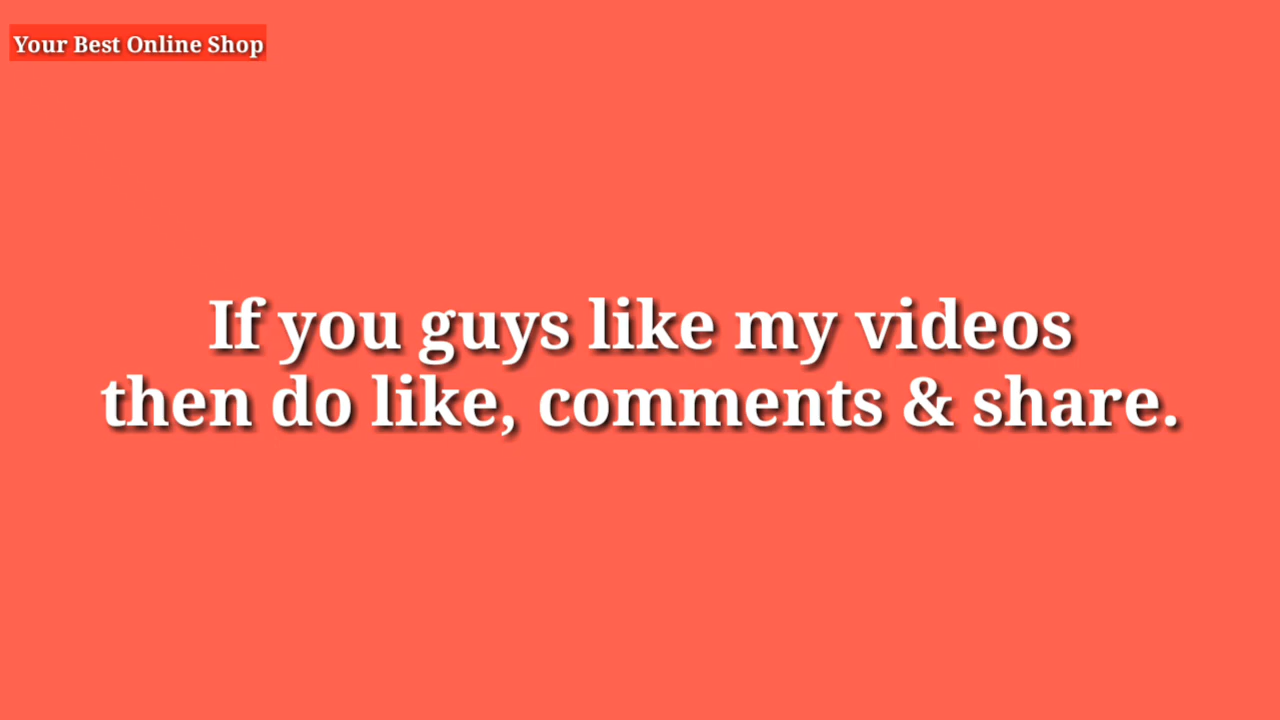 Your Best Online Shop
If you guys like my videos
then do like, comments & share.